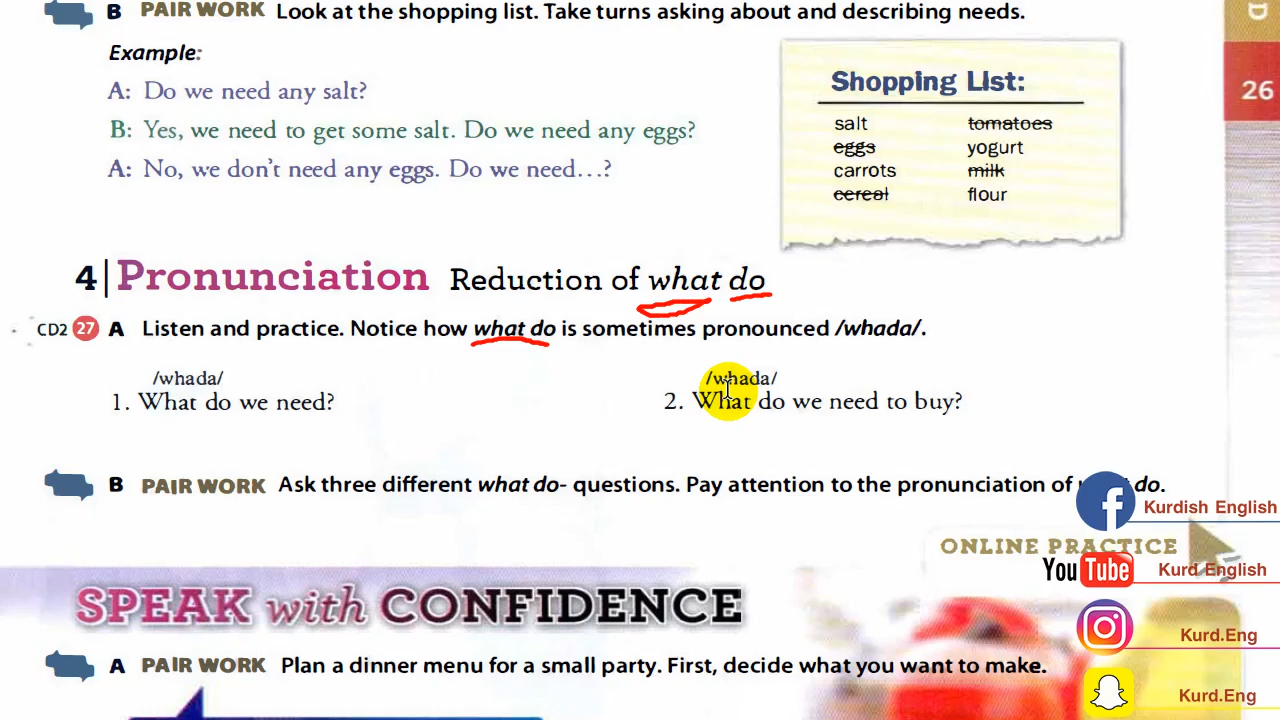 B PAIR WORK Look at the shopping list. Take turns asking about and describing needs.
Example:
A: Do we need any salt?
B: Yes, we need to get some salt. Do we need any eggs?
A: No, we don't need any eggs. Do we need...?
Shopping List:
salt tomatoes
eggs yogurt
carrots milk
cereal flour
26
4 Pronunciation Reduction of what do
CD2 27 A Listen and practice. Notice how what do is sometimes pronounced /whada/.
/whada/ /whada/
1. What do we need? 2. What do we need to buy?
B PAIR WORK Ask three different what do- questions. Pay attention to the pronunciation of do.
Kurdish English
ONLINE PRACTICE
YouTube Kurd English
SPEAK with CONFIDENCE
Kurd.Eng
A PAIR WORK Plan a dinner menu for a small party. First, decide what you want to make.
Kurd.Eng